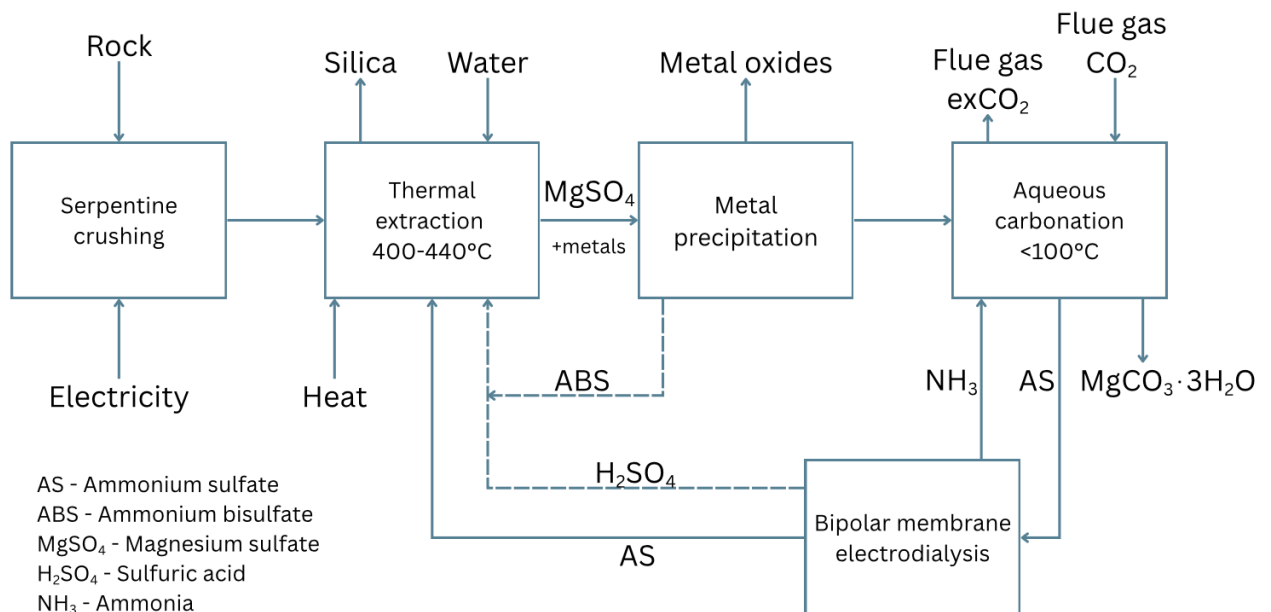 Rock
Silica
Water
Metal oxides
Flue gas
exCO₂
Flue gas
CO₂
Serpentine
crushing
Thermal
extraction
400-440°C
MgSO₄
+metals
Metal
precipitation
Aqueous
carbonation
<100°C
Electricity
Heat
ABS
NH₃
AS
MgCO₃·3H₂O
H₂SO₄
AS
Bipolar membrane
electrodialysis
AS - Ammonium sulfate
ABS - Ammonium bisulfate
MgSO₄ - Magnesium sulfate
H₂SO₄ - Sulfuric acid
NH₃ - Ammonia